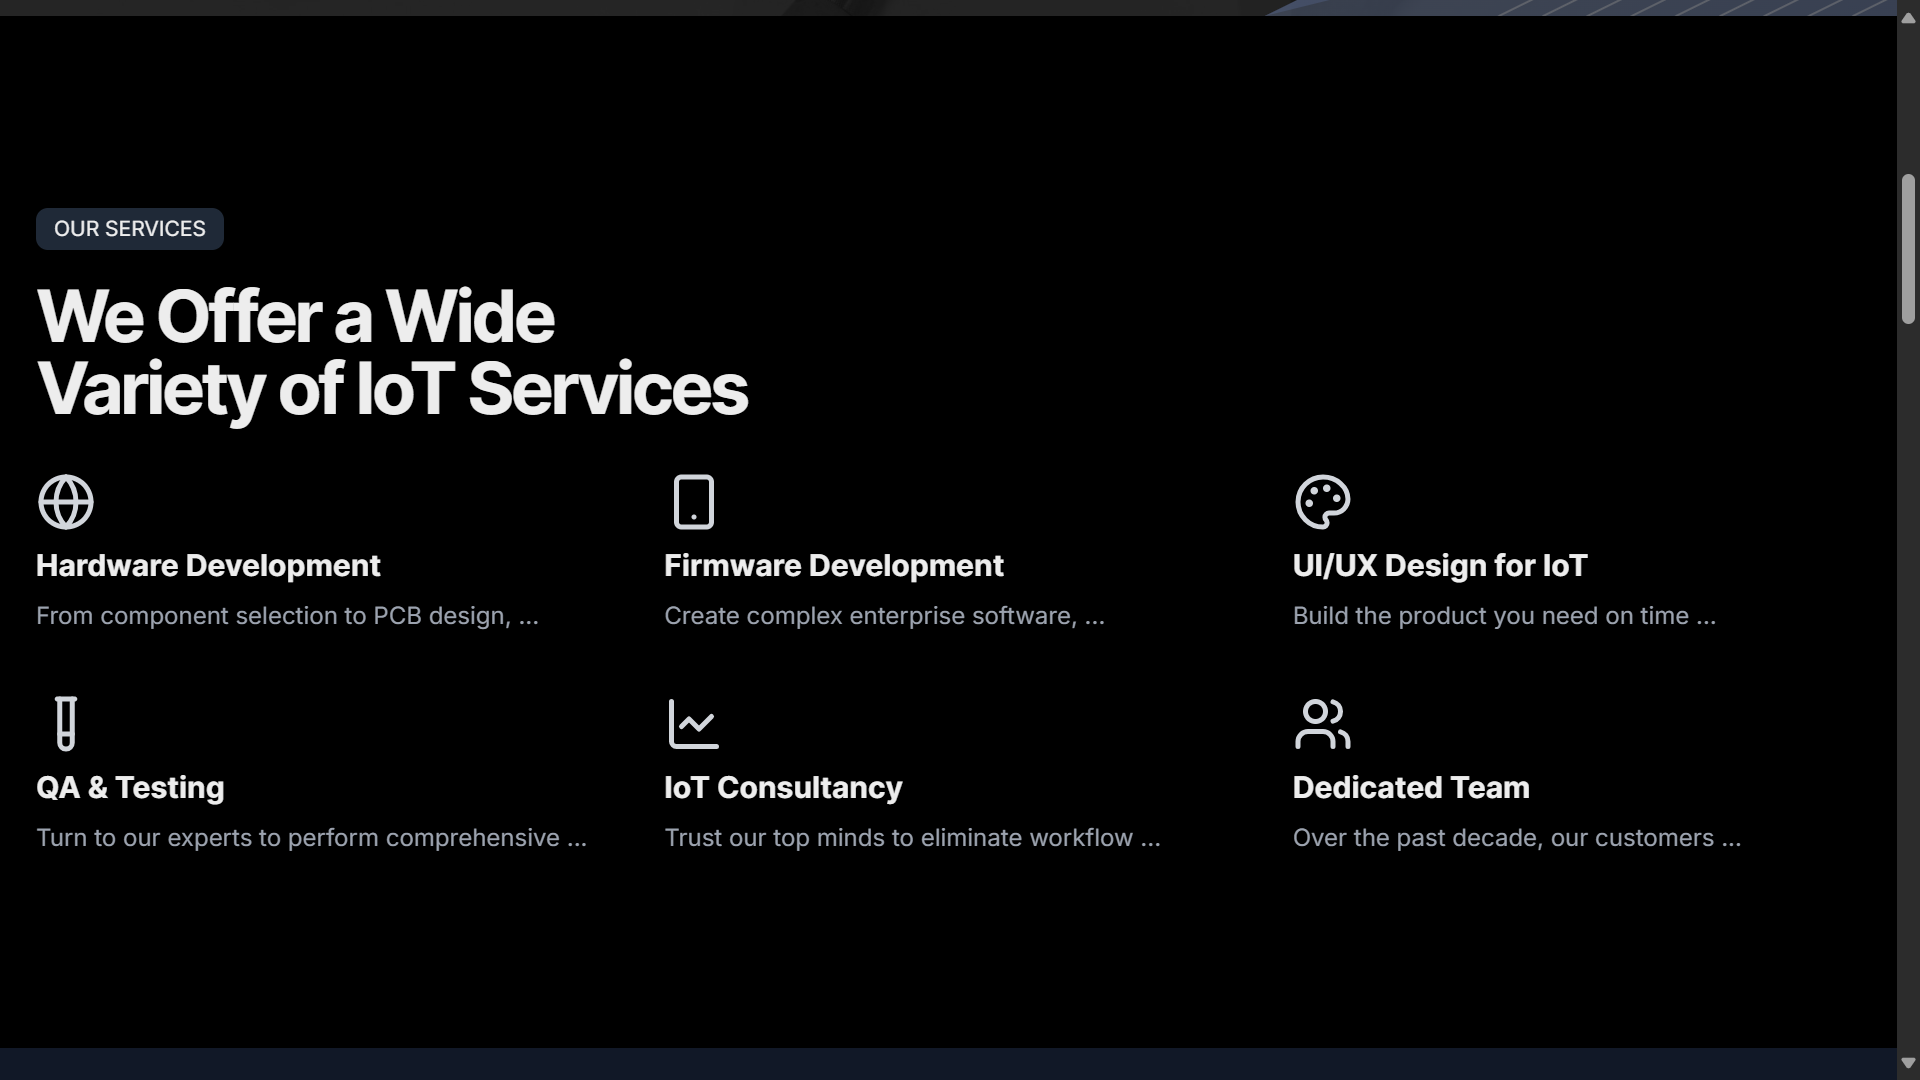 OUR SERVICES
We Offer a Wide
Variety of IoT Services
Hardware Development
From component selection to PCB design, ...
Firmware Development
Create complex enterprise software, ...
UI/UX Design for IoT
Build the product you need on time ...
QA & Testing
Turn to our experts to perform comprehensive ...
IoT Consultancy
Trust our top minds to eliminate workflow ...
Dedicated Team
Over the past decade, our customers ...